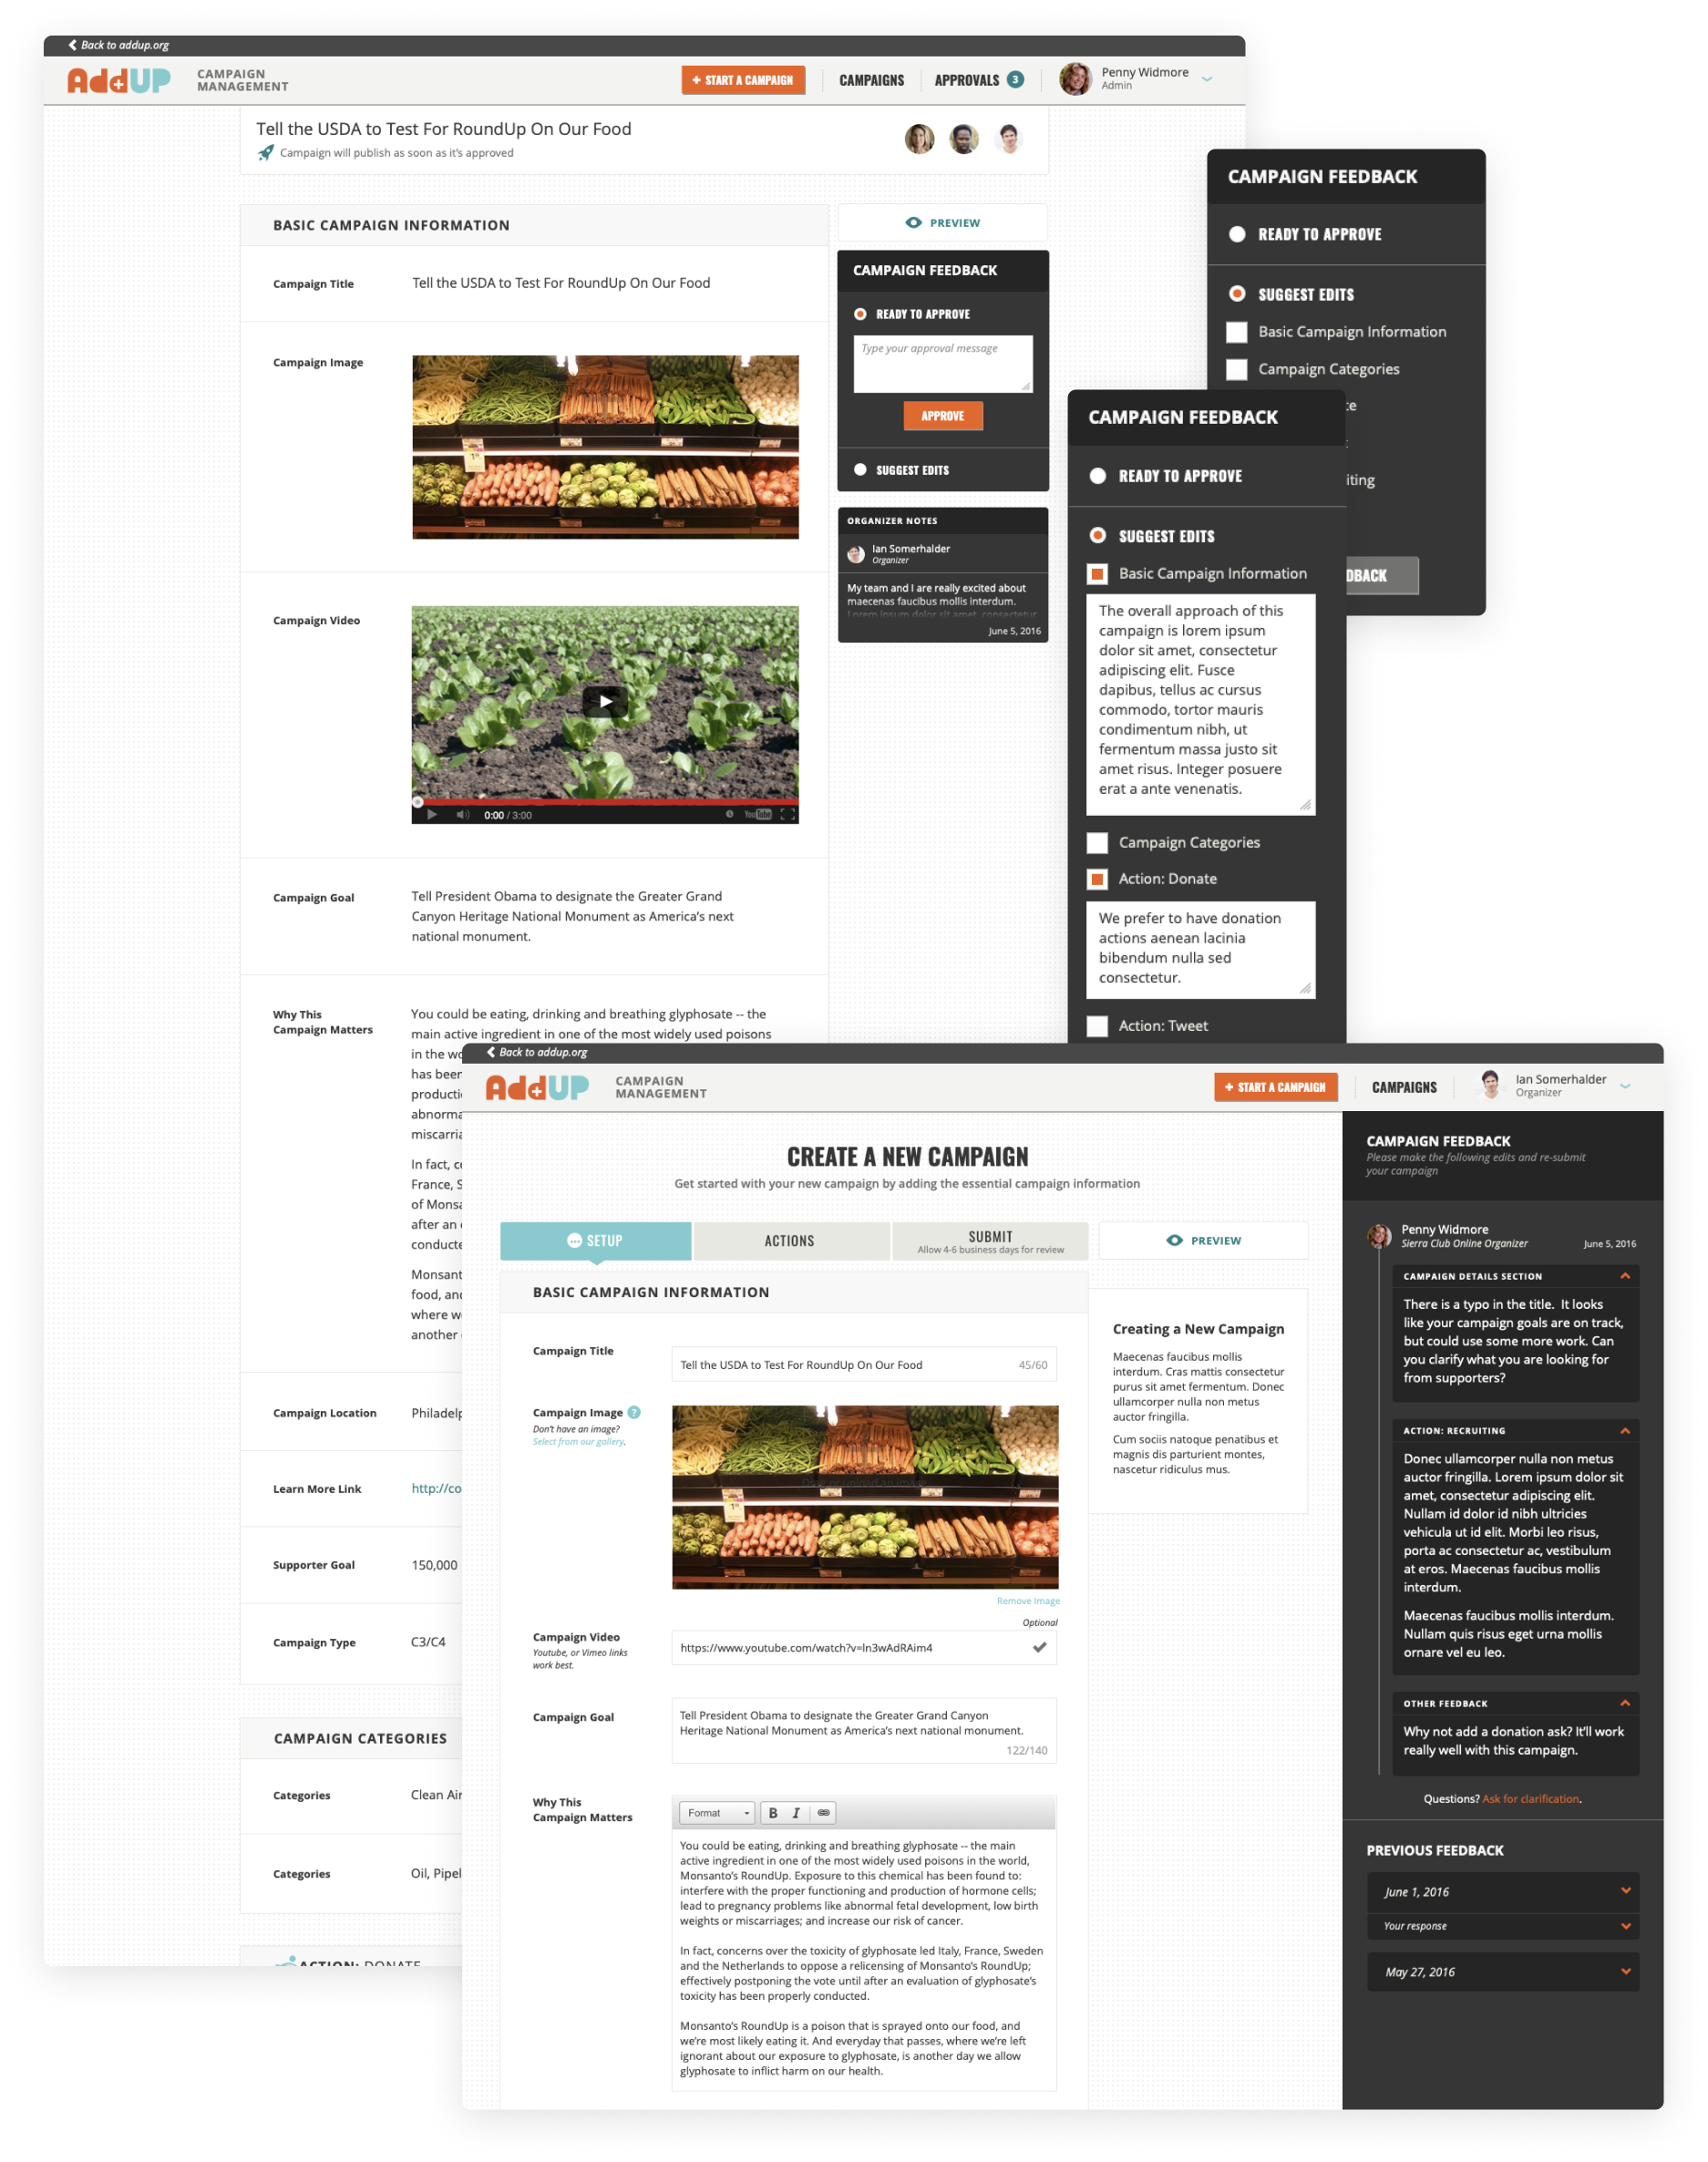 Back to addup.org
AddUP
CAMPAIGN
MANAGEMENT
+ START A CAMPAIGN
CAMPAIGNS
APPROVALS 3
Penny Widmore
Admin
Tell the USDA to Test For RoundUp On Our Food
Campaign will publish as soon as it's approved
BASIC CAMPAIGN INFORMATION
Campaign Title
Tell the USDA to Test For RoundUp On Our Food
Campaign Image
Campaign Video
0:00 / 3:00
YouTube
Campaign Goal
Tell President Obama to designate the Greater Grand
Canyon Heritage National Monument as America's next
national monument.
Why This
Campaign Matters
You could be eating, drinking and breathing glyphosate -- the
main active ingredient in one of the most widely used poisons
in the wo
has been
producti
abnorma
miscarria
In fact, co
France, S
of Monsa
after an e
conducte
Monsant
food, and
where we
another
Campaign Location
Philadelp
Learn More Link
http://co
Supporter Goal
150,000
Campaign Type
C3/C4
CAMPAIGN CATEGORIES
Categories
Clean Air
Categories
Oil, Pipel
ACTION: DONATE
PREVIEW
CAMPAIGN FEEDBACK
READY TO APPROVE
Type your approval message
APPROVE
SUGGEST EDITS
ORGANIZER NOTES
Ian Somerhalder
Organizer
My team and I are really excited about
maecenas faucibus mollis interdum.
Lorem ipsum dolor sit amet, consectetur
June 5, 2016
CAMPAIGN FEEDBACK
READY TO APPROVE
SUGGEST EDITS
Basic Campaign Information
Campaign Categories
te
iting
DBACK
CAMPAIGN FEEDBACK
READY TO APPROVE
SUGGEST EDITS
Basic Campaign Information
The overall approach of this
campaign is lorem ipsum
dolor sit amet, consectetur
adipiscing elit. Fusce
dapibus, tellus ac cursus
commodo, tortor mauris
condimentum nibh, ut
fermentum massa justo sit
amet risus. Integer posuere
erat a ante venenatis.
Campaign Categories
Action: Donate
We prefer to have donation
actions aenean lacinia
bibendum nulla sed
consectetur.
Action: Tweet
Back to addup.org
AddUP
CAMPAIGN
MANAGEMENT
+ START A CAMPAIGN
CAMPAIGNS
Ian Somerhalder
Organizer
CREATE A NEW CAMPAIGN
Get started with your new campaign by adding the essential campaign information
SETUP
ACTIONS
SUBMIT
Allow 4-6 business days for review
PREVIEW
BASIC CAMPAIGN INFORMATION
Campaign Title
Tell the USDA to Test For RoundUp On Our Food
45/60
Campaign Image ?
Don't have an image?
Select from our gallery.
Remove Image
Optional
Campaign Video
Youtube, or Vimeo links
work best.
https://www.youtube.com/watch?v=ln3wAdRAim4
Campaign Goal
Tell President Obama to designate the Greater Grand Canyon
Heritage National Monument as America's next national monument.
122/140
Why This
Campaign Matters
Format
B I
You could be eating, drinking and breathing glyphosate -- the main
active ingredient in one of the most widely used poisons in the world,
Monsanto's RoundUp. Exposure to this chemical has been found to:
interfere with the proper functioning and production of hormone cells;
lead to pregnancy problems like abnormal fetal development, low birth
weights or miscarriages; and increase our risk of cancer.
In fact, concerns over the toxicity of glyphosate led Italy, France, Sweden
and the Netherlands to oppose a relicensing of Monsanto's RoundUp;
effectively postponing the vote until after an evaluation of glyphosate's
toxicity has been properly conducted.
Monsanto's RoundUp is a poison that is sprayed onto our food, and
we're most likely eating it. And everyday that passes, where we're left
ignorant about our exposure to glyphosate, is another day we allow
glyphosate to inflict harm on our health.
Creating a New Campaign
Maecenas faucibus mollis
interdum. Cras mattis consectetur
purus sit amet fermentum. Donec
ullamcorper nulla non metus
auctor fringilla.
Cum sociis natoque penatibus et
magnis dis parturient montes,
nascetur ridiculus mus.
CAMPAIGN FEEDBACK
Please make the following edits and re-submit
your campaign
Penny Widmore
Sierra Club Online Organizer
June 5, 2016
CAMPAIGN DETAILS SECTION
There is a typo in the title.  It looks
like your campaign goals are on track,
but could use some more work. Can
you clarify what you are looking for
from supporters?
ACTION: RECRUITING
Donec ullamcorper nulla non metus
auctor fringilla. Lorem ipsum dolor sit
amet, consectetur adipiscing elit.
Nullam id dolor id nibh ultricies
vehicula ut id elit. Morbi leo risus,
porta ac consectetur ac, vestibulum
at eros. Maecenas faucibus mollis
interdum.
Maecenas faucibus mollis interdum.
Nullam quis risus eget urna mollis
ornare vel eu leo.
OTHER FEEDBACK
Why not add a donation ask? It'll work
really well with this campaign.
Questions? Ask for clarification.
PREVIOUS FEEDBACK
June 1, 2016
Your response
May 27, 2016